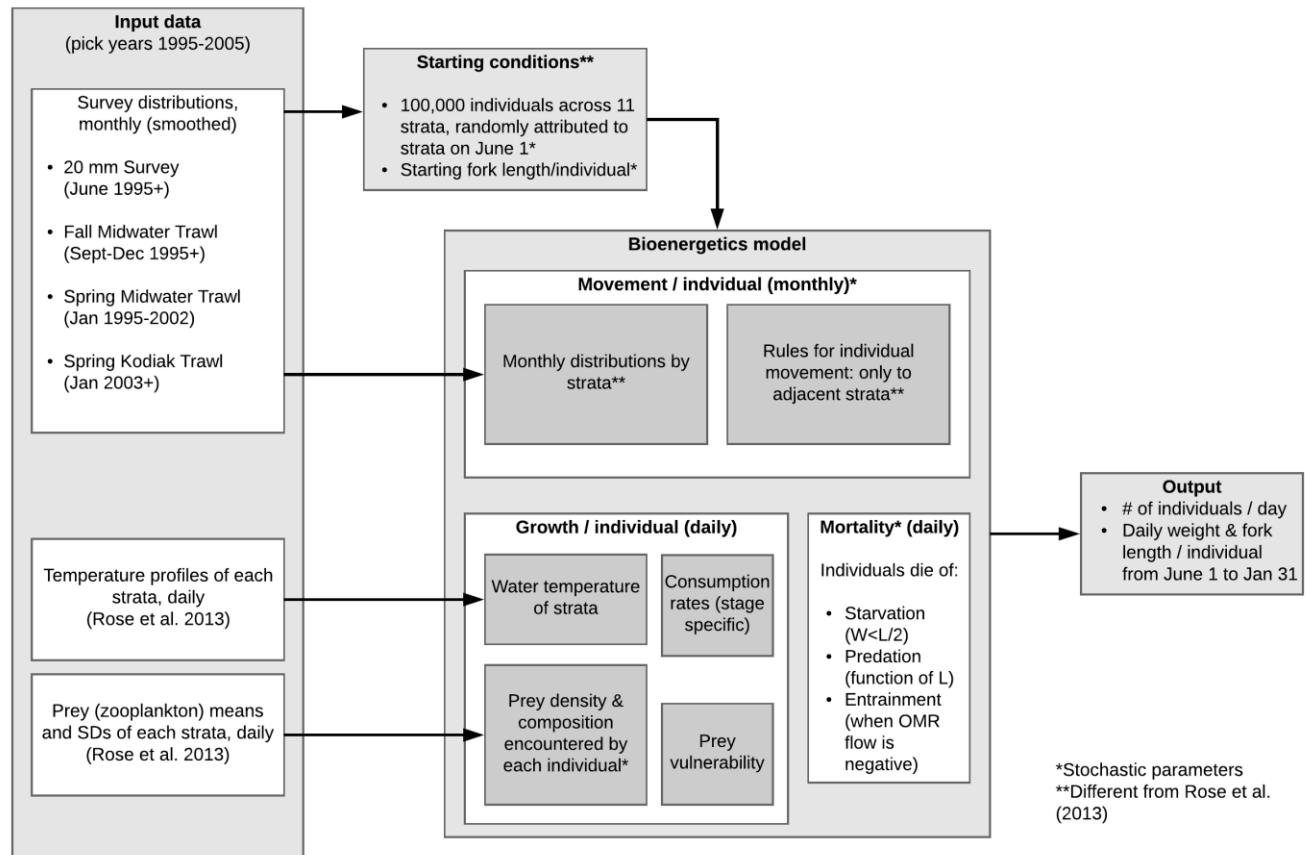 Input data
(pick years 1995-2005)
Survey distributions,
monthly (smoothed)
• 20 mm Survey
(June 1995+)
• Fall Midwater Trawl
(Sept-Dec 1995+)
• Spring Midwater Trawl
(Jan 1995-2002)
• Spring Kodiak Trawl
(Jan 2003+)
Temperature profiles of each
strata, daily
(Rose et al. 2013)
Prey (zooplankton) means
and SDs of each strata, daily
(Rose et al. 2013)
Starting conditions**
• 100,000 individuals across 11
strata, randomly attributed to
strata on June 1*
• Starting fork length/individual*
Bioenergetics model
Movement / indvidual (monthly)*
Monthly distributions by
strata**
Rules for individual
movement: only to
adjacent strata**
Growth / individual (daily)
Water temperature
of strata
Consumption
rates (stage
specific)
Prey density &
composition
encountered by
each individual*
Prey
vulnerability
Mortality* (daily)
Individuals die of:
• Starvation
(W<L/2)
• Predation
(function of L)
• Entrainment
(when OMR
flow is
negative)
Output
• # of individuals / day
• Daily weight & fork
length / individual
from June 1 to Jan 31
*Stochastic parameters
**Different from Rose et al.
(2013)